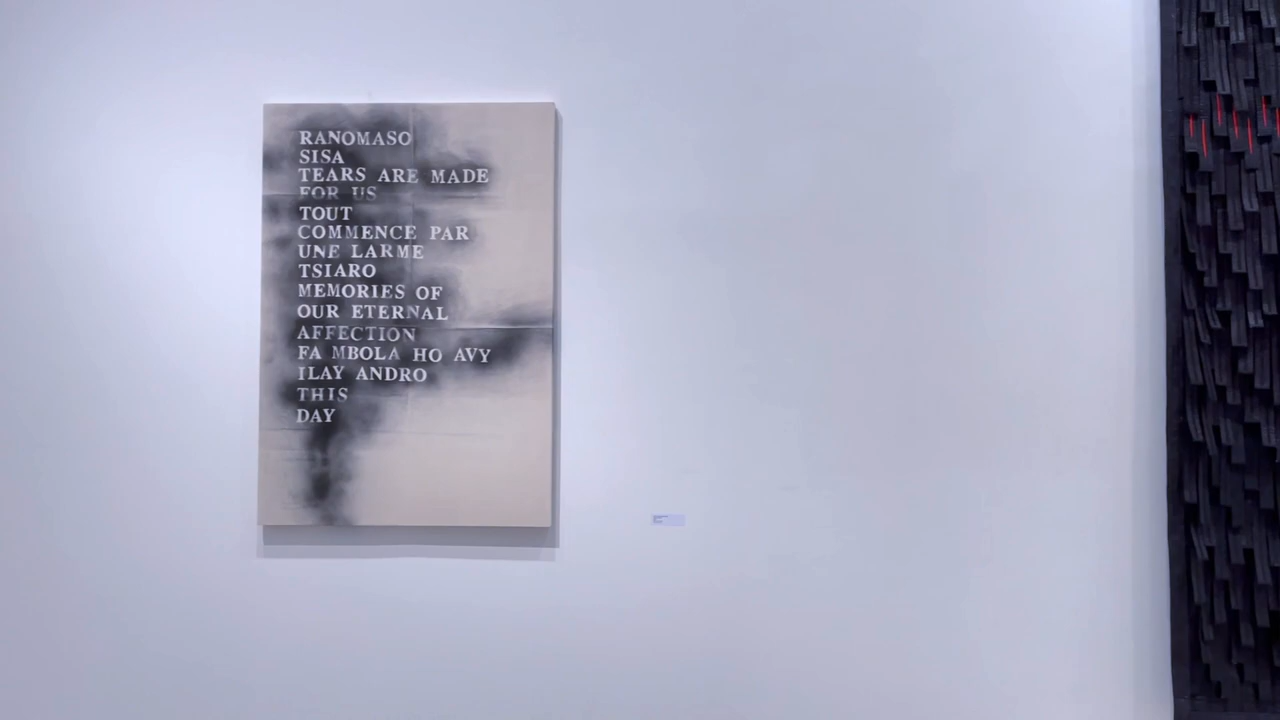 RANOMASO
SISA
TEARS ARE MADE
FOR US
TOUT
COMMENCE PAR
UNE LARME
TSIARO
MEMORIES OF
OUR ETERNAL
AFFECTION
FA MBOLA HO AVY
ILAY ANDRO
THIS
DAY